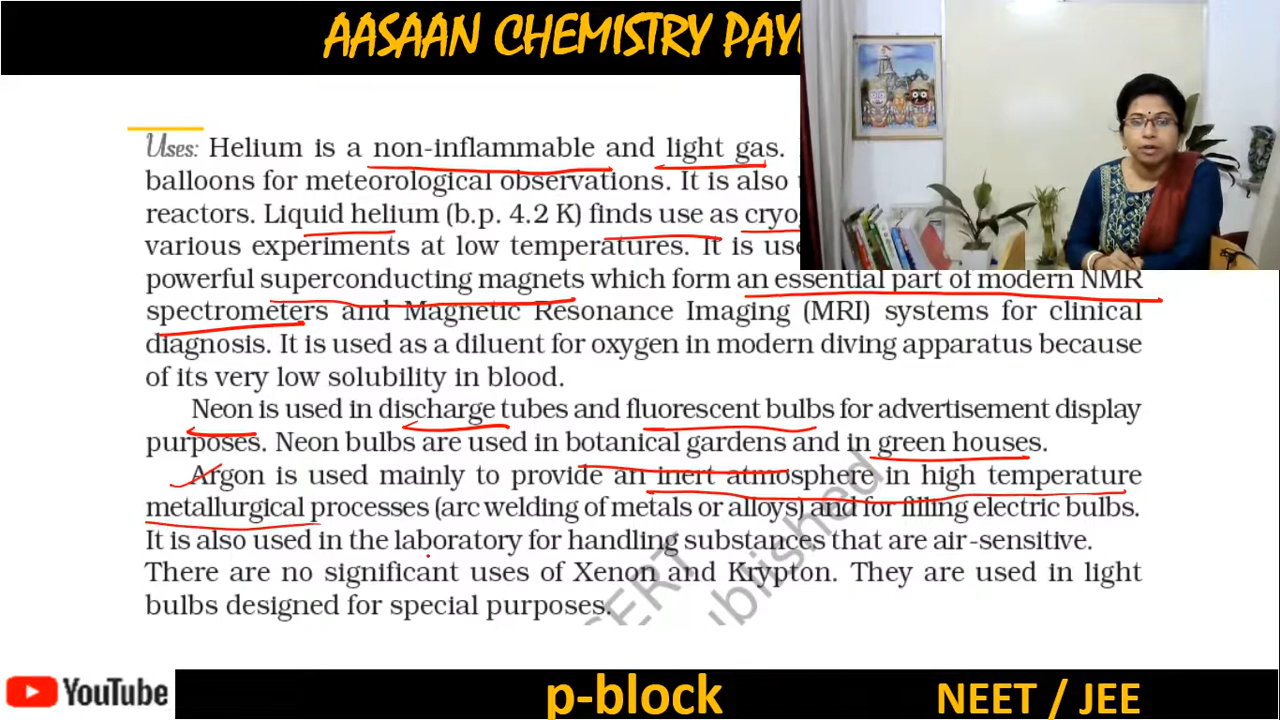 AASAAN CHEMISTRY
Uses: Helium is a non-inflammable and light gas.
balloons for meteorological observations. It is also
reactors. Liquid helium (b.p. 4.2 K) finds use as
various experiments at low temperatures. It is
powerful superconducting magnets which form an essential part of modern NMR
spectrometers and Magnetic Resonance Imaging (MRI) systems for clinical
diagnosis. It is used as a diluent for oxygen in modern diving apparatus because
of its very low solubility in blood.
Neon is used in discharge tubes and fluorescent bulbs for advertisement display
purposes. Neon bulbs are used in botanical gardens and in green houses.
Argon is used mainly to provide an inert atmosphere in high temperature
metallurgical processes (arc welding of metals or alloys) and for filling electric bulbs.
It is also used in the laboratory for handling substances that are air-sensitive.
There are no significant uses of Xenon and Krypton. They are used in light
bulbs designed for special purposes.
YouTube
p-block
NEET / JEE